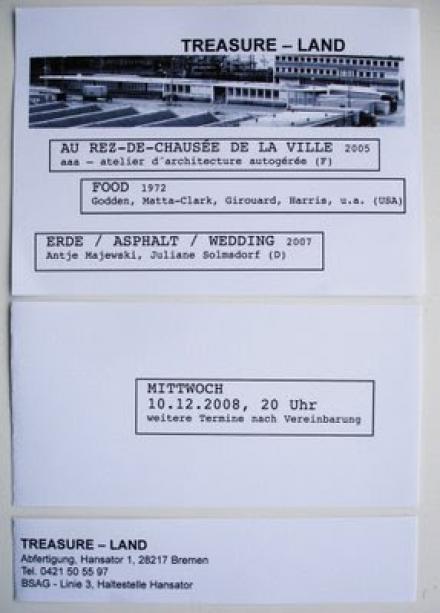 TREASURE – LAND
AU REZ-DE-CHAUSÉE DE LA VILLE 2005
aaa – atelier d´architecture autogérée (F)
FOOD 1972
Godden, Matta-Clark, Girouard, Harris, u.a. (USA)
ERDE / ASPHALT / WEDDING 2007
Antje Majewski, Juliane Solmsdorf (D)
MITTWOCH
10.12.2008, 20 Uhr
weitere Termine nach Vereinbarung
TREASURE – LAND
Abfertigung, Hansator 1, 28217 Bremen
Tel. 0421 50 55 97
BSAG - Linie 3, Haltestelle Hansator